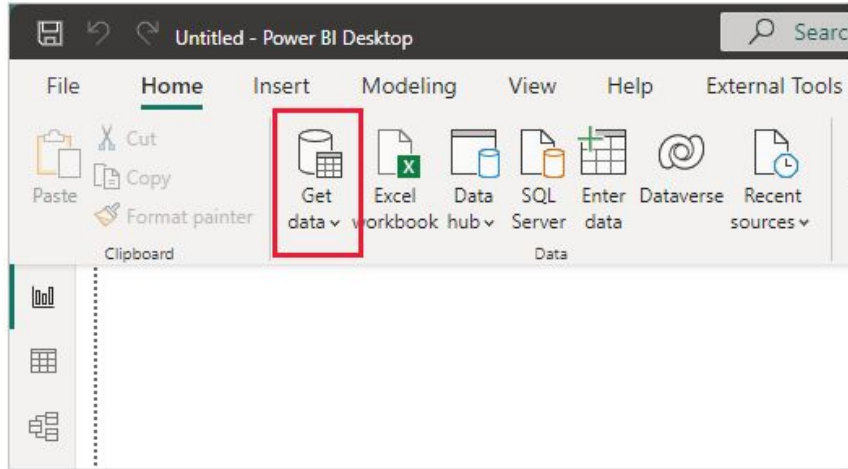 Untitled - Power BI Desktop
Searc
File Home Insert Modeling View Help External Tools
Paste
Cut
Copy
Format painter
Clipboard
Get data
Excel workbook
Data hub
SQL Server
Enter data
Dataverse
Recent sources
Data